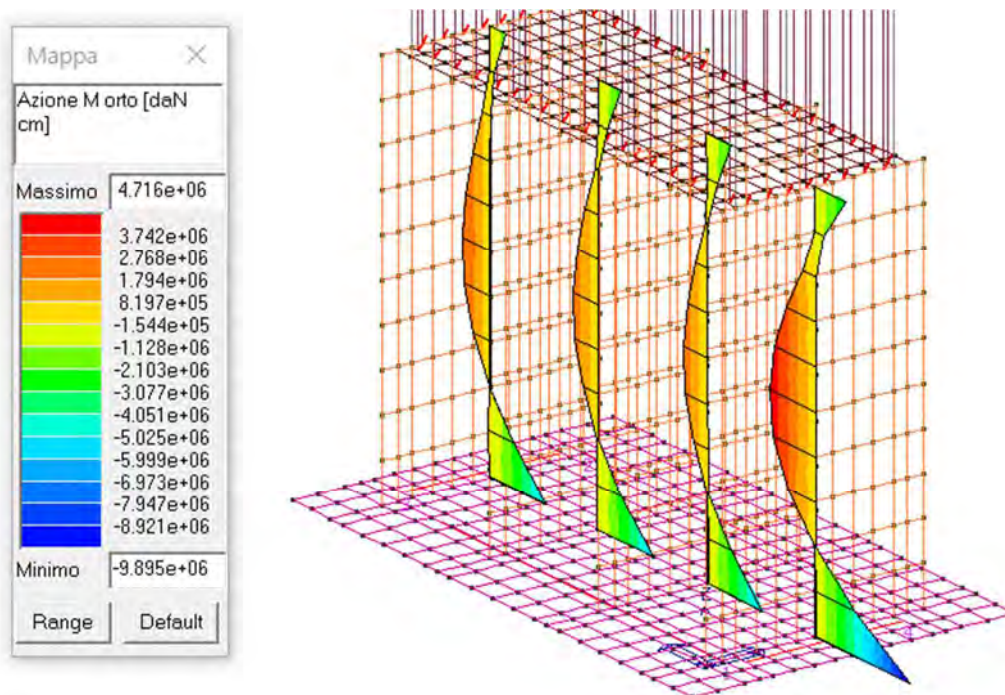 Mappa
Azione M orto [daN
cm]
Massimo 4.716e+06
3.742e+06
2.768e+06
1.794e+06
8.197e+05
-1.544e+05
-1.128e+06
-2.103e+06
-3.077e+06
-4.051e+06
-5.025e+06
-5.999e+06
-6.973e+06
-7.947e+06
-8.921e+06
Minimo -9.895e+06
Range Default